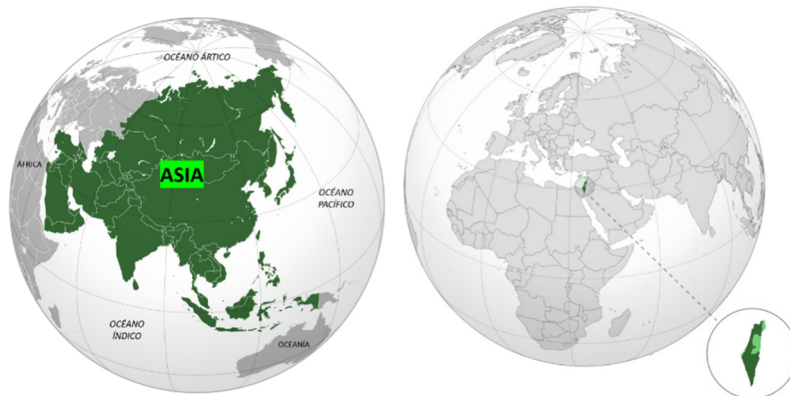 OCÉANO ÁRTICO
ÁFRICA
ASIA
OCÉANO
PACÍFICO
OCÉANO
ÍNDICO
OCEANÍA